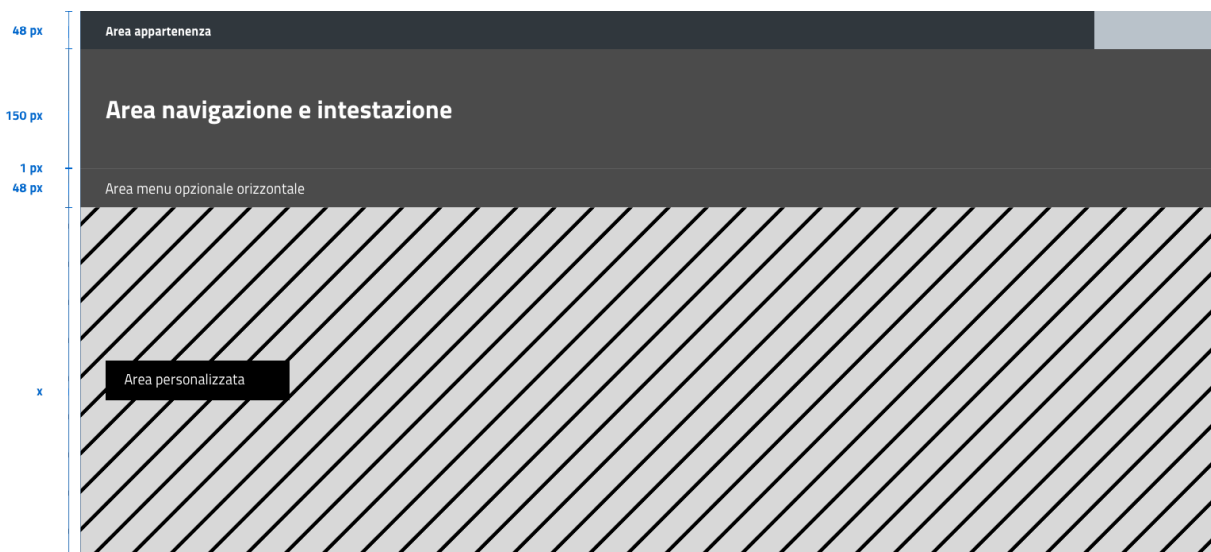 48 px
Area appartenenza
Area navigazione e intestazione
150 px
1 px
48 px
Area menu opzionale orizzontale
Area personalizzata
x